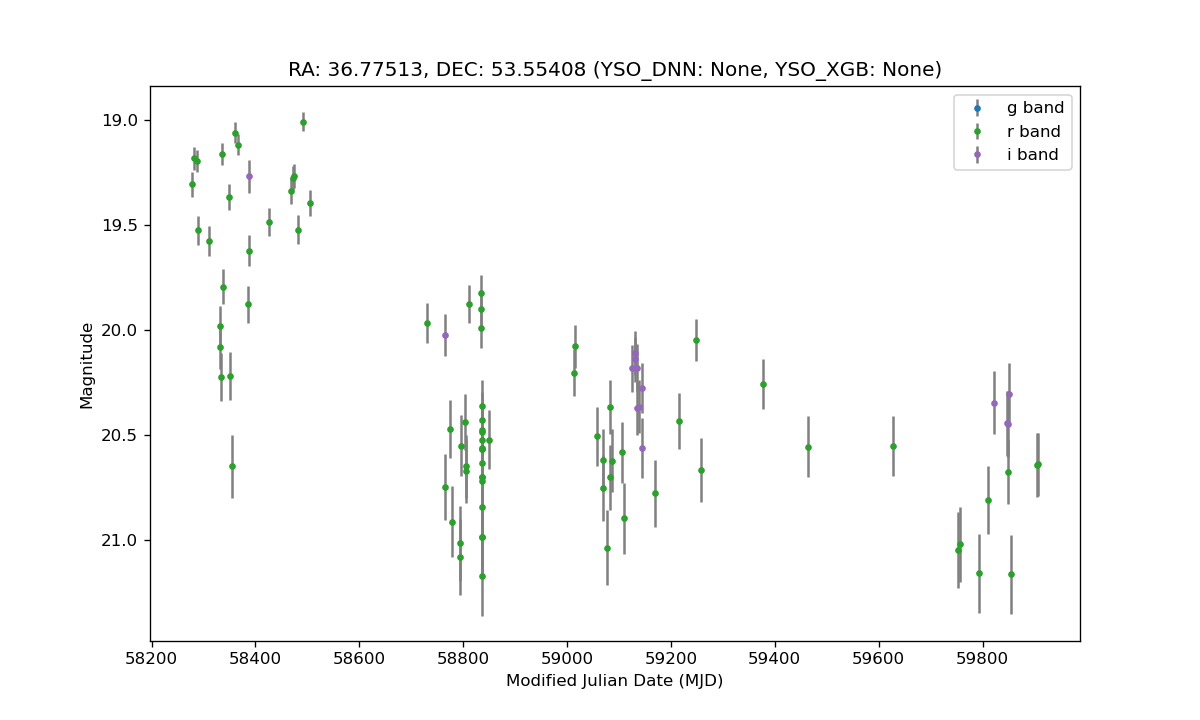 RA: 36.77513, DEC: 53.55408 (YSO_DNN: None, YSO_XGB: None)
g band
r band
i band
19.0
19.5
20.0
20.5
21.0
Magnitude
58200 58400 58600 58800 59000 59200 59400 59600 59800
Modified Julian Date (MJD)